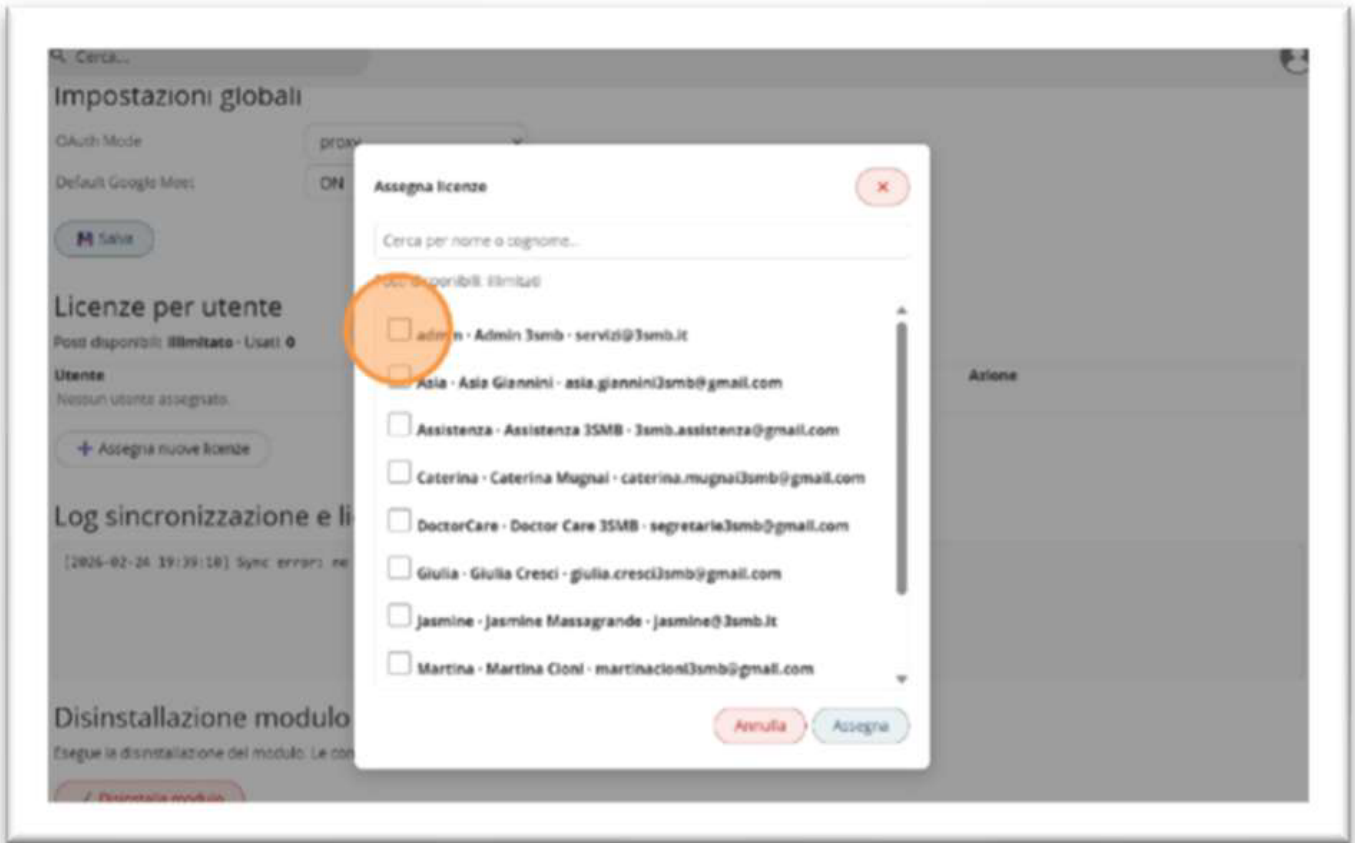 Cerca...
Impostazioni globali
OAuth Mode
proxy
Default Google Meet
ON
Salva
Licenze per utente
Posti disponibili: illimitato · Usati: 0
Utente
Azione
Nessun utente assegnato.
+ Assegna nuove licenze
Log sincronizzazione e li
[2026-02-24 19:39:10] Sync error: ne
Disinstallazione modulo
Esegue la disinstallazione del modulo. Le con
Disinstalla modulo
Assegna licenze
×
Cerca per nome o cognome...
Posti disponibili: illimitati
admin · Admin 3smb · servizi@3smb.it
Asia · Asia Giannini · asia.giannini3smb@gmail.com
Assistenza · Assistenza 3SMB · 3smb.assistenza@gmail.com
Caterina · Caterina Mugnai · caterina.mugnai3smb@gmail.com
DoctorCare · Doctor Care 3SMB · segretarie3smb@gmail.com
Giulia · Giulia Cresci · giulia.cresci3smb@gmail.com
Jasmine · Jasmine Massagrande · jasmine@3smb.it
Martina · Martina Cioni · martinacioni3smb@gmail.com
Annulla
Assegna